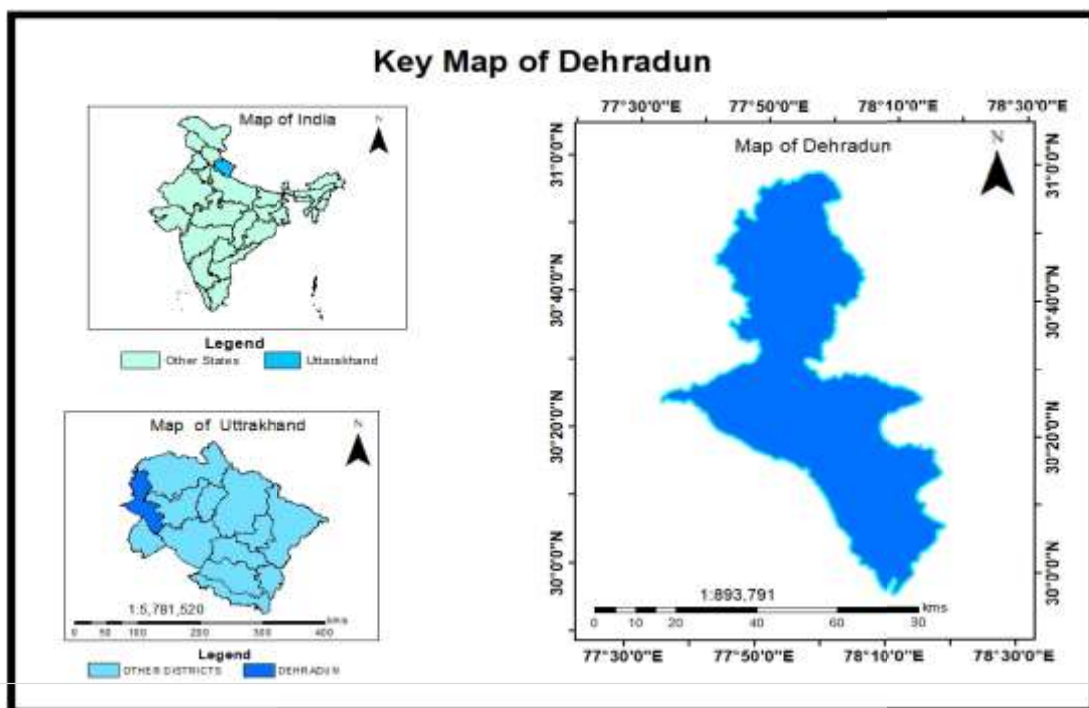 Key Map of Dehradun
Map of India
N
Legend
Other States Uttarakhand
Map of Uttrakhand
N
1:5,781,520
kms
0 50 100 200 300 400
Legend
OTHER DISTRICTS DEHRADUN
77°30'0"E 77°50'0"E 78°10'0"E 78°30'0"E
Map of Dehradun
N
31°0'0"N 31°0'0"N
30°40'0"N 30°40'0"N
30°20'0"N 30°20'0"N
30°0'0"N 30°0'0"N
1:893,791
kms
0 10 20 40 60 30
77°30'0"E 77°50'0"E 78°10'0"E 78°30'0"E